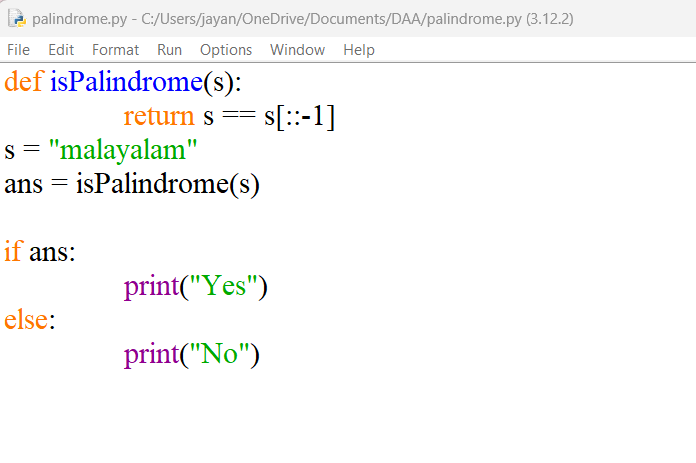 palindrome.py - C:/Users/jayan/OneDrive/Documents/DAA/palindrome.py (3.12.2)
File Edit Format Run Options Window Help
def isPalindrome(s):
        return s == s[::-1]
s = "malayalam"
ans = isPalindrome(s)

if ans:
        print("Yes")
else:
        print("No")